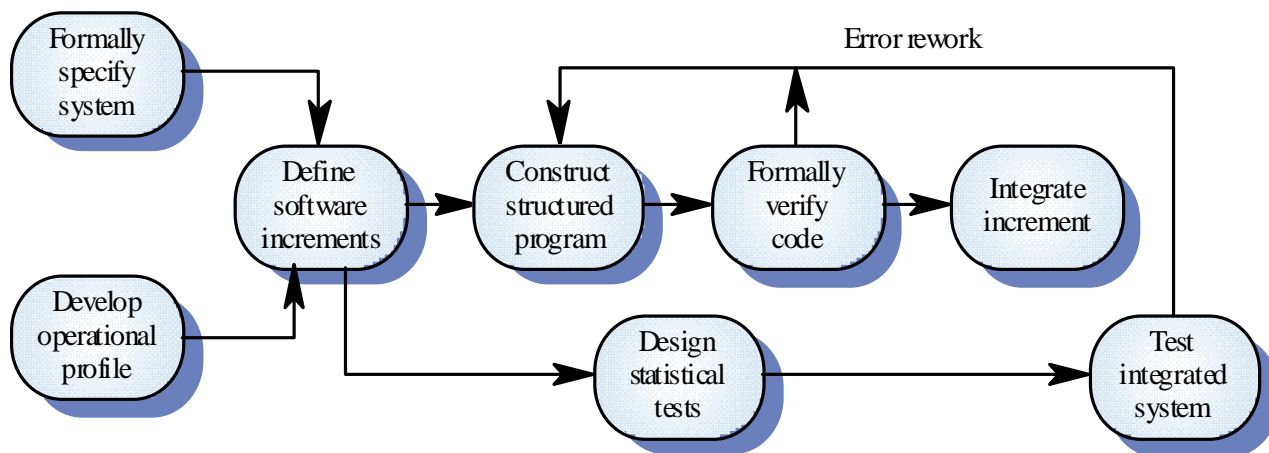 Formally
specify
system
Error rework
Define
software
increments
Construct
structured
program
Formally
verify
code
Integrate
increment
Develop
operational
profile
Design
statistical
tests
Test
integrated
system